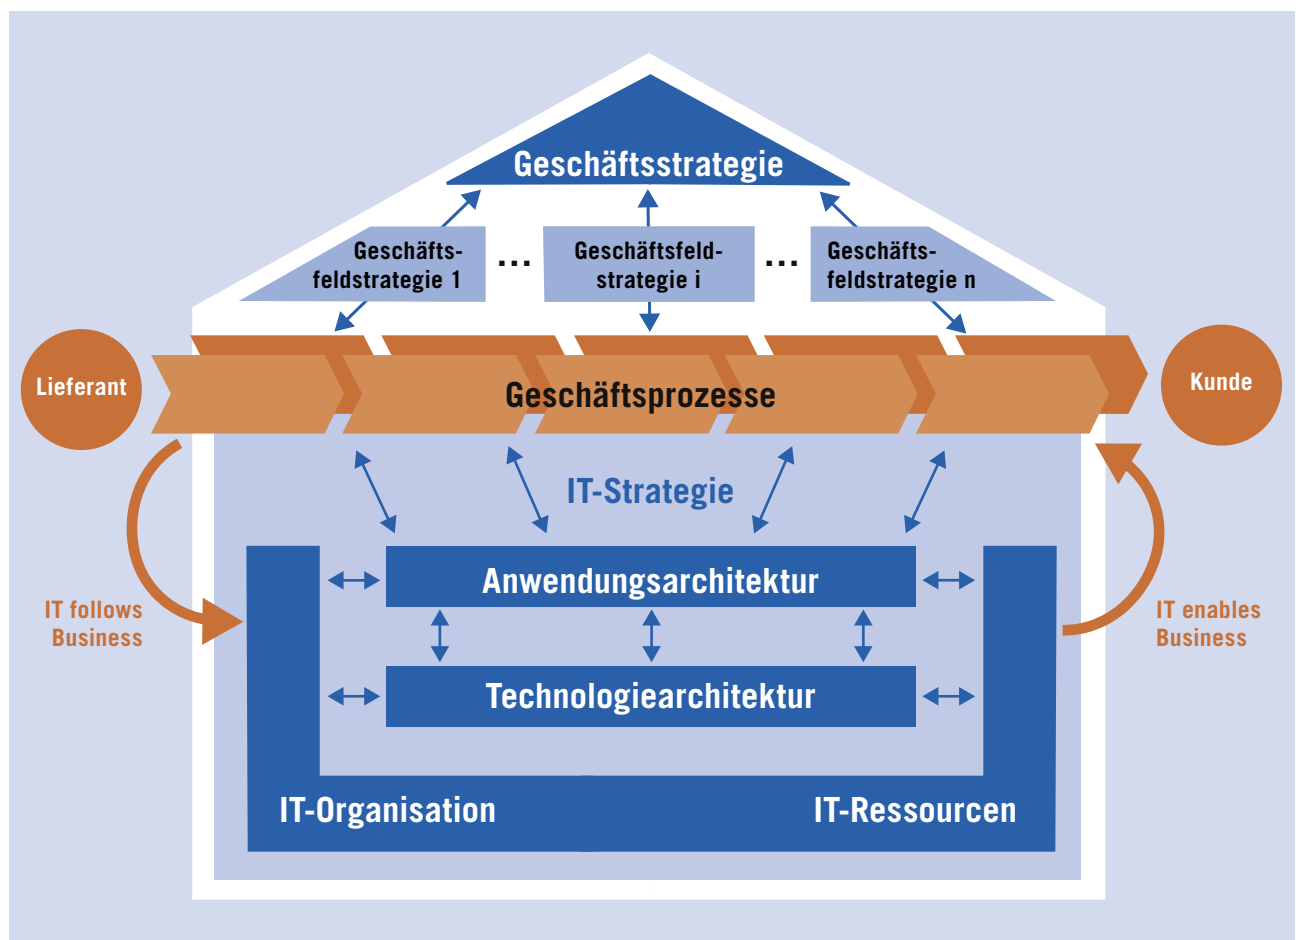 Geschäftsstrategie
Geschäfts-
feldstrategie 1
...
Geschäftsfeld-
strategie i
...
Geschäfts-
feldstrategie n
Lieferant
Geschäftsprozesse
Kunde
IT-Strategie
Anwendungsarchitektur
IT follows
Business
IT enables
Business
Technologiearchitektur
IT-Organisation
IT-Ressourcen